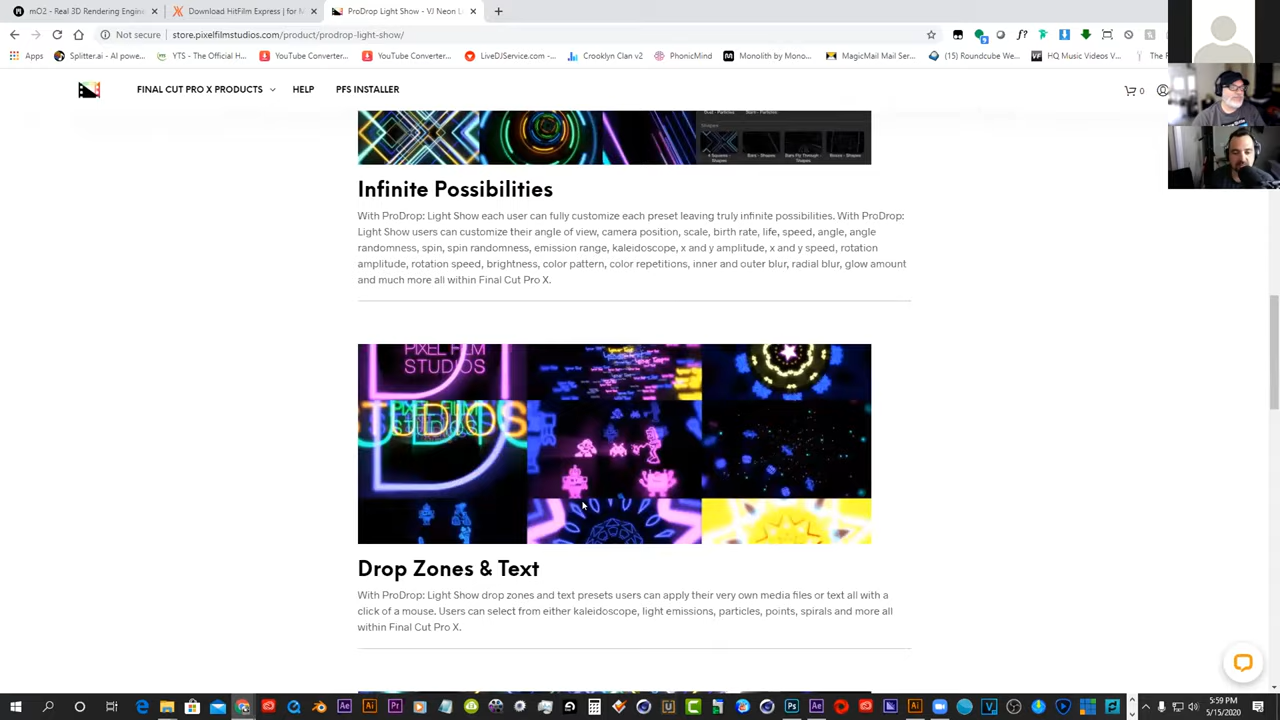 mO2 - Real 3D Rendering Engin
Download HitFilm Express | for M
ProDrop Light Show - VJ Neon L
Not secure | store.pixelfilmstudios.com/product/prodrop-light-show/
Apps
Splitter.ai - AI powe...
YTS - The Official H...
YouTube Converter...
YouTube Converter...
LiveDJService.com -...
Crooklyn Clan v2
PhonicMind
Monolith by Mono...
MagicMail Mail Ser...
(15) Roundcube We...
HQ Music Videos V...
The F
FINAL CUT PRO X PRODUCTS
HELP
PFS INSTALLER
0
Shapes
Infinite Possibilities
With ProDrop: Light Show each user can fully customize each preset leaving truly infinite possibilities. With ProDrop:
Light Show users can customize their angle of view, camera position, scale, birth rate, life, speed, angle, angle
randomness, spin, spin randomness, emission range, kaleidoscope, x and y amplitude, x and y speed, rotation
amplitude, rotation speed, brightness, color pattern, color repetitions, inner and outer blur, radial blur, glow amount
and much more all within Final Cut Pro X.
PIXEL FILM
STUDIOS
Drop Zones & Text
With ProDrop: Light Show drop zones and text presets users can apply their very own media files or text all with a
click of a mouse. Users can select from either kaleidoscope, light emissions, particles, points, spirals and more all
within Final Cut Pro X.
5:59 PM
5/15/2020